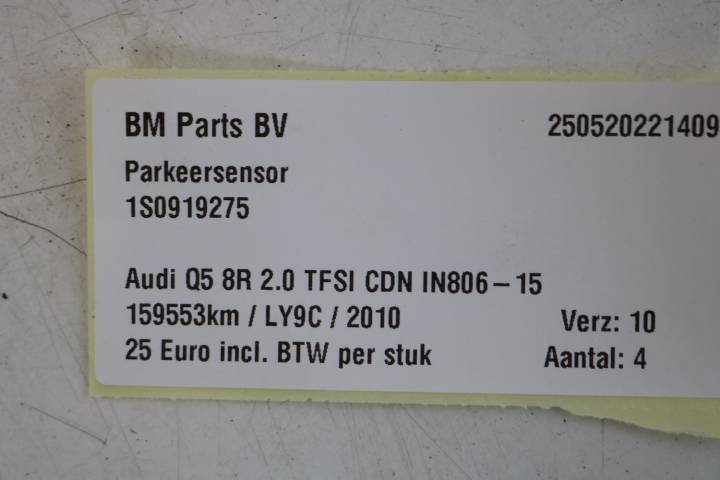 BM Parts BV 250520221409
Parkeersensor
1S0919275
Audi Q5 8R 2.0 TFSI CDN IN806-15
159553km / LY9C / 2010 Verz: 10
25 Euro incl. BTW per stuk Aantal: 4